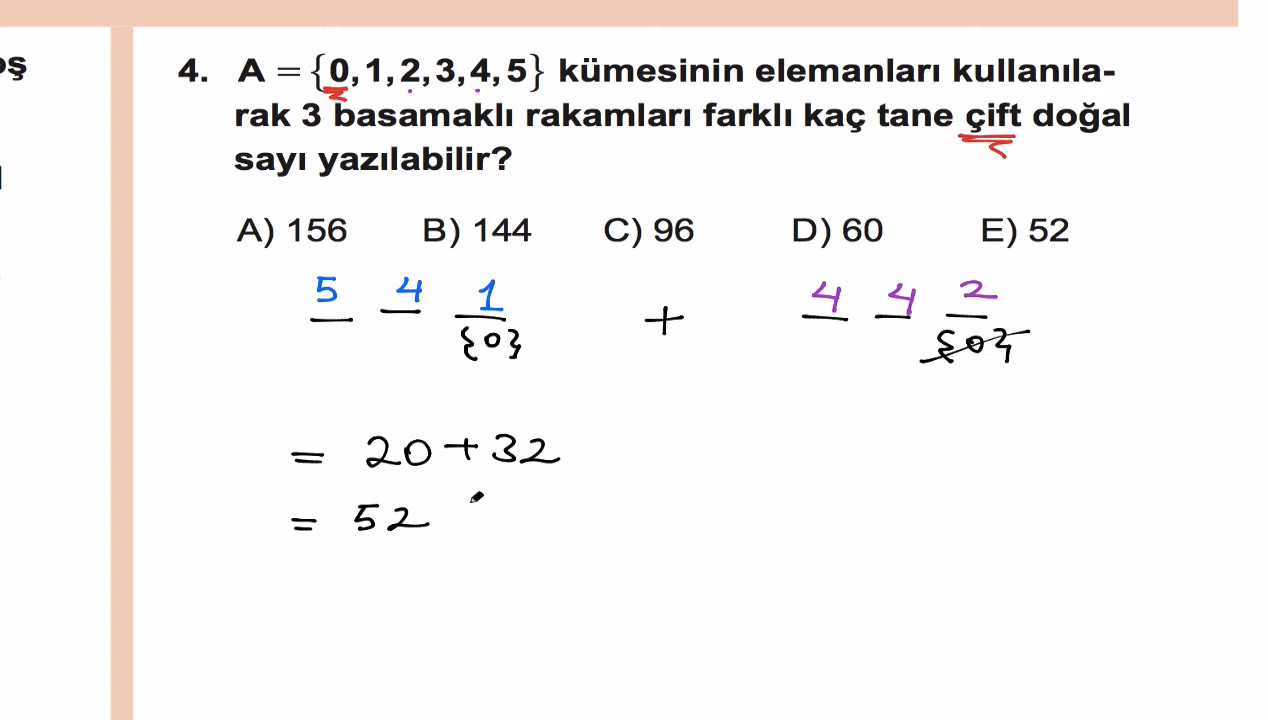 oş
4. A = {0, 1, 2, 3, 4, 5} kümesinin elemanları kullanıla-
rak 3 basamaklı rakamları farklı kaç tane çift doğal
sayı yazılabilir?
A) 156 B) 144 C) 96 D) 60 E) 52
5 4 1 + 4 4 2
{0} {0}
= 20 + 32
= 52